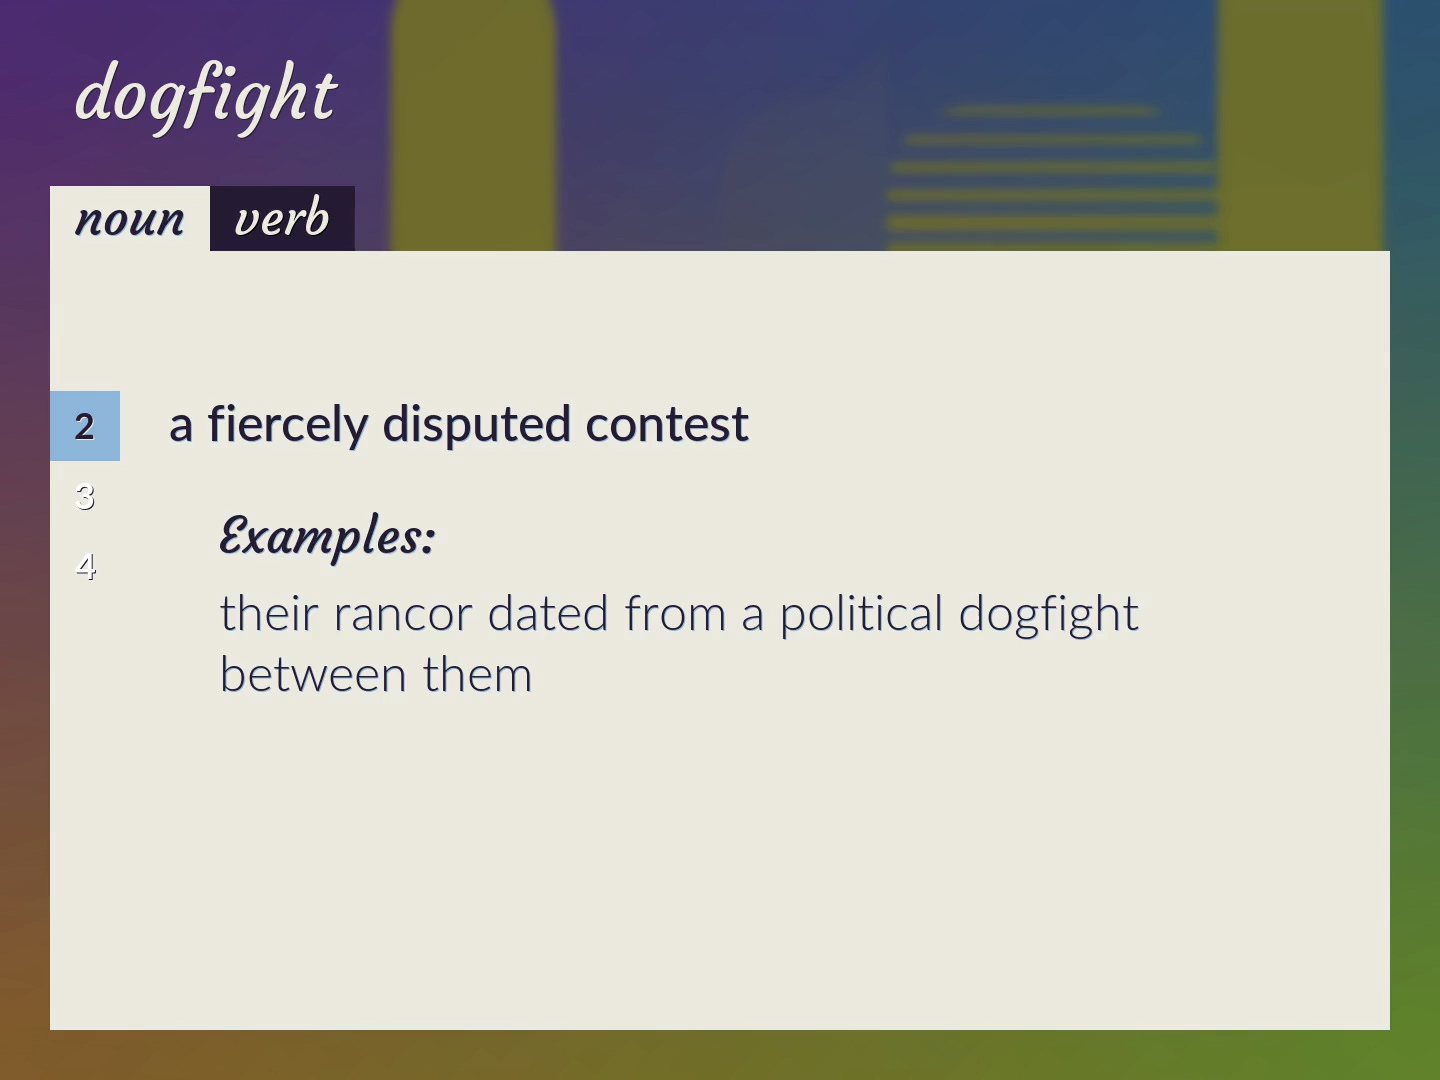 dogfight
noun verb
2 a fiercely disputed contest
3
Examples:
4
their rancor dated from a political dogfight
between them